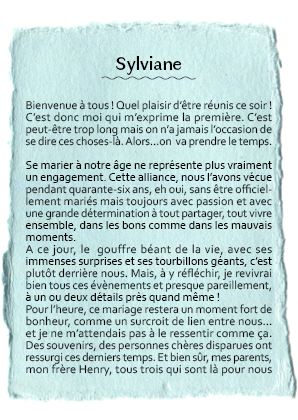 Sylviane
Bienvenue à tous ! Quel plaisir d'être réunis ce soir !
C'est donc moi qui m'exprime la première. C'est
peut-être trop long mais on n'a jamais l'occasion de
se dire ces choses-là. Alors...on va prendre le temps.
Se marier à notre âge ne représente plus vraiment
un engagement. Cette alliance, nous l'avons vécue
pendant quarante-six ans, eh oui, sans être officiel-
lement mariés mais toujours avec passion et avec
une grande détermination à tout partager, tout vivre
ensemble, dans les bons comme dans les mauvais
moments.
A ce jour, le gouffre béant de la vie, avec ses
immenses surprises et ses tourbillons géants, c'est
plutôt derrière nous. Mais, à y réfléchir, je revivrai
bien tous ces évènements et presque pareillement,
à un ou deux détails près quand même !
Pour l'heure, ce mariage restera un moment fort de
bonheur, comme un surcroit de lien entre nous...
et je ne m'attendais pas à le ressentir comme ça.
Des souvenirs, des personnes chères disparues ont
ressurgi ces derniers temps. Et bien sûr, mes parents,
mon frère Henry, tous trois qui sont là pour nous